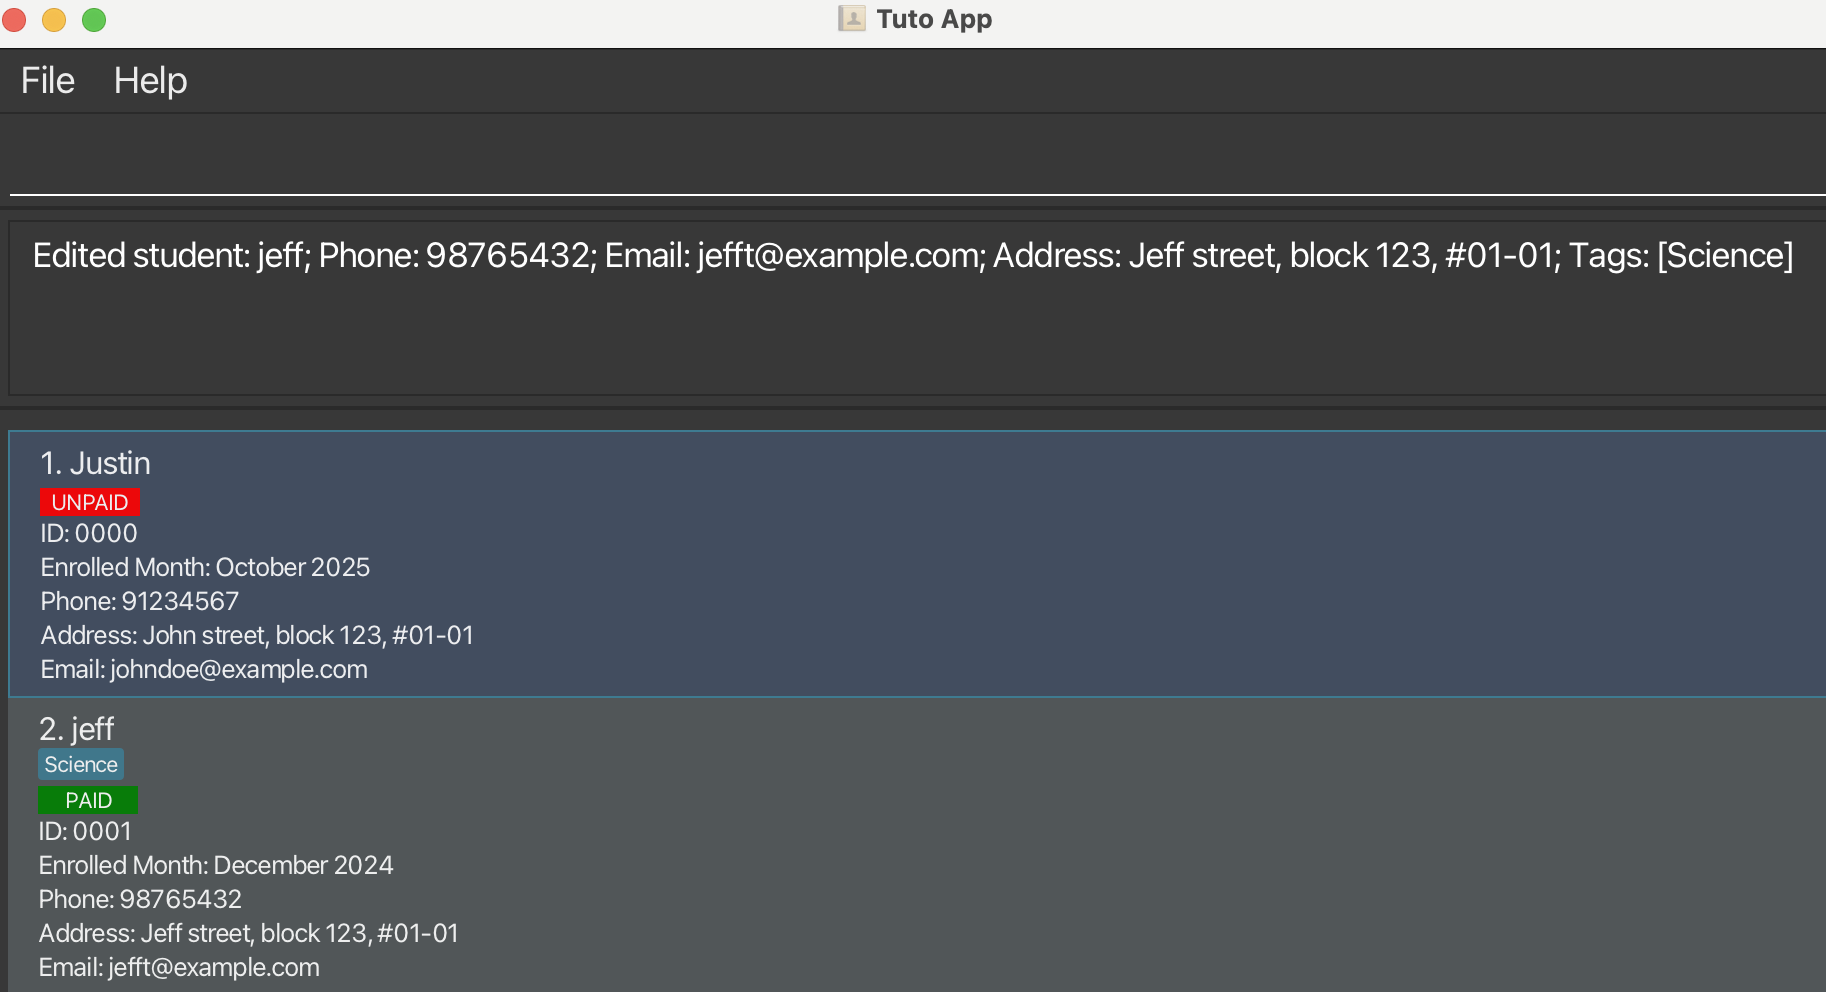 Tuto App
File Help
Edited student: jeff; Phone: 98765432; Email: jefft@example.com; Address: Jeff street, block 123, #01-01; Tags: [Science]
1. Justin
UNPAID
ID: 0000
Enrolled Month: October 2025
Phone: 91234567
Address: John street, block 123, #01-01
Email: johndoe@example.com
2. jeff
Science
PAID
ID: 0001
Enrolled Month: December 2024
Phone: 98765432
Address: Jeff street, block 123, #01-01
Email: jefft@example.com